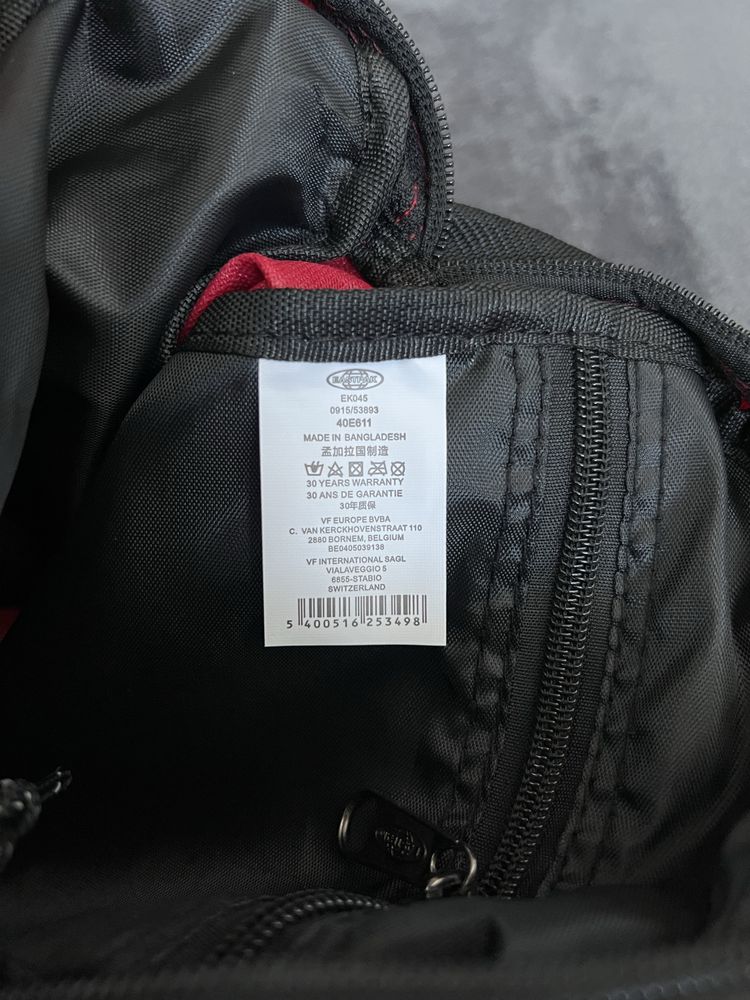 EASTPAK
EK045
0915/53893
40E611
MADE IN BANGLADESH
孟加拉国制造
30 YEARS WARRANTY
30 ANS DE GARANTIE
30年质保
VF EUROPE BVBA
C. VAN KERCKHOVENSTRAAT 110
2880 BORNEM, BELGIUM
BE0405039138
VF INTERNATIONAL SAGL
VIALAVEGGIO 5
6855-STABIO
SWITZERLAND
5 400516 253498
EASTPAK